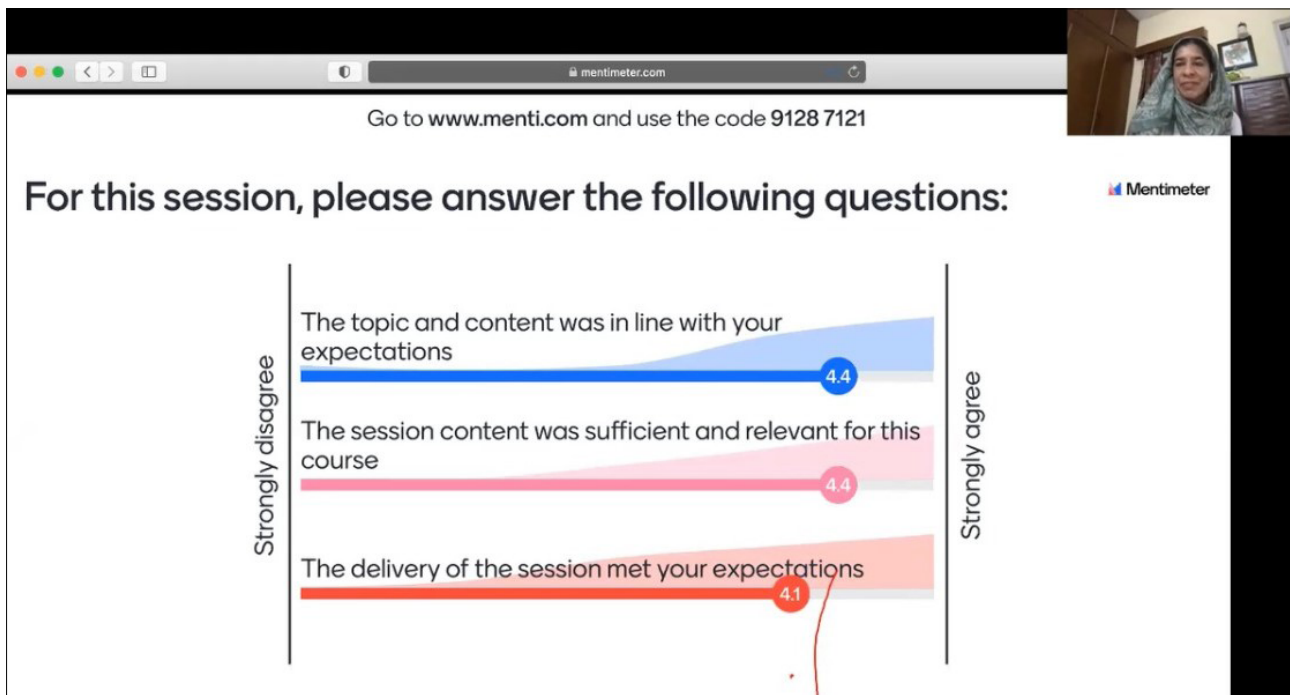 mentimeter.com
Go to www.menti.com and use the code 9128 7121
For this session, please answer the following questions:
Mentimeter
Strongly disagree
The topic and content was in line with your
expectations
4.4
The session content was sufficient and relevant for this
course
4.4
The delivery of the session met your expectations
4.1
Strongly agree